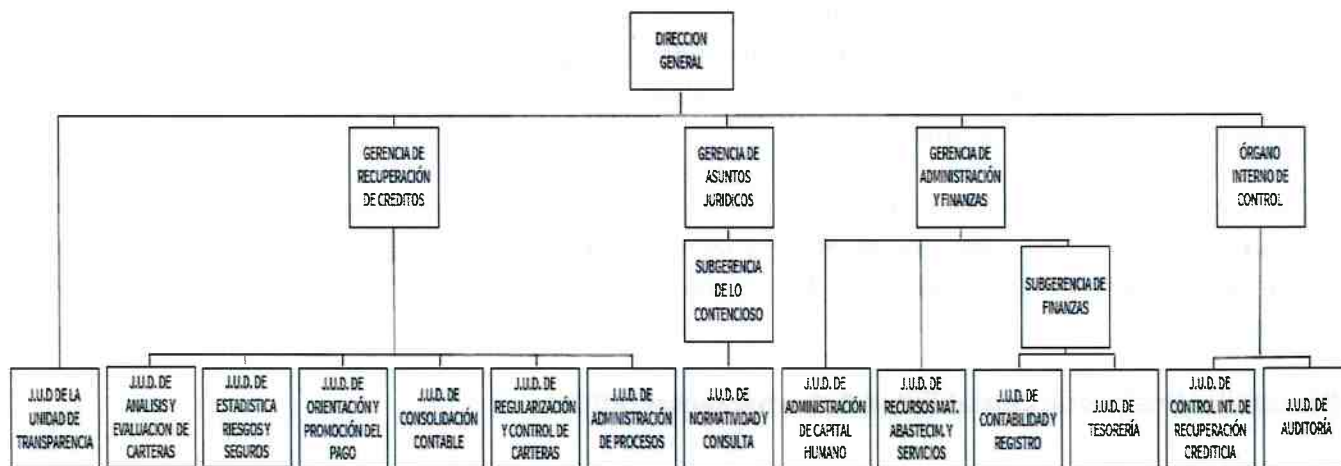 DIRECCION
GENERAL
GERENCIA DE
RECUPERACIÓN
DE CREDITOS
GERENCIA DE
ASUNTOS
JURIDICOS
GERENCIA DE
ADMINISTRACIÓN
Y FINANZAS
ÓRGANO
INTERNO DE
CONTROL
SUBGERENCIA
DE LO
CONTENCIOSO
SUBGERENCIA DE
FINANZAS
J.U.D DE LA
UNIDAD DE
TRANSPARENCIA
J.U.D. DE
ANALISIS Y
EVALUACION DE
CARTERAS
J.U.D. DE
ESTADISTICA
RIESGOS Y
SEGUROS
J.U.D. DE
ORIENTACIÓN Y
PROMOCIÓN DEL
PAGO
J.U.D. DE
CONSOLIDACIÓN
CONTABLE
J.U.D. DE
REGULARIZACIÓN
Y CONTROL DE
CARTERAS
J.U.D. DE
ADMINISTRACIÓN
DE PROCESOS
J.U.D. DE
NORMATIVIDAD Y
CONSULTA
J.U.D. DE
ADMINISTRACIÓN
DE CAPITAL
HUMANO
J.U.D. DE
RECURSOS MAT.
ABASTECIM. Y
SERVICIOS
J.U.D. DE
CONTABILIDAD Y
REGISTRO
J.U.D. DE
TESORERÍA
J.U.D. DE
CONTROL INT. DE
RECUPERACIÓN
CREDITICIA
J.U.D. DE
AUDITORÍA